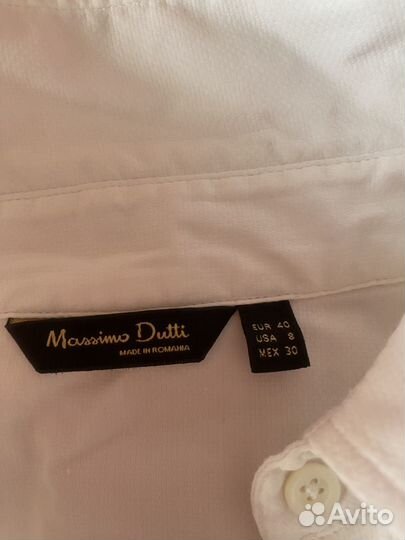 Massimo Dutti
MADE IN ROMANIA
EUR 40
USA 8
MEX 30
Avito